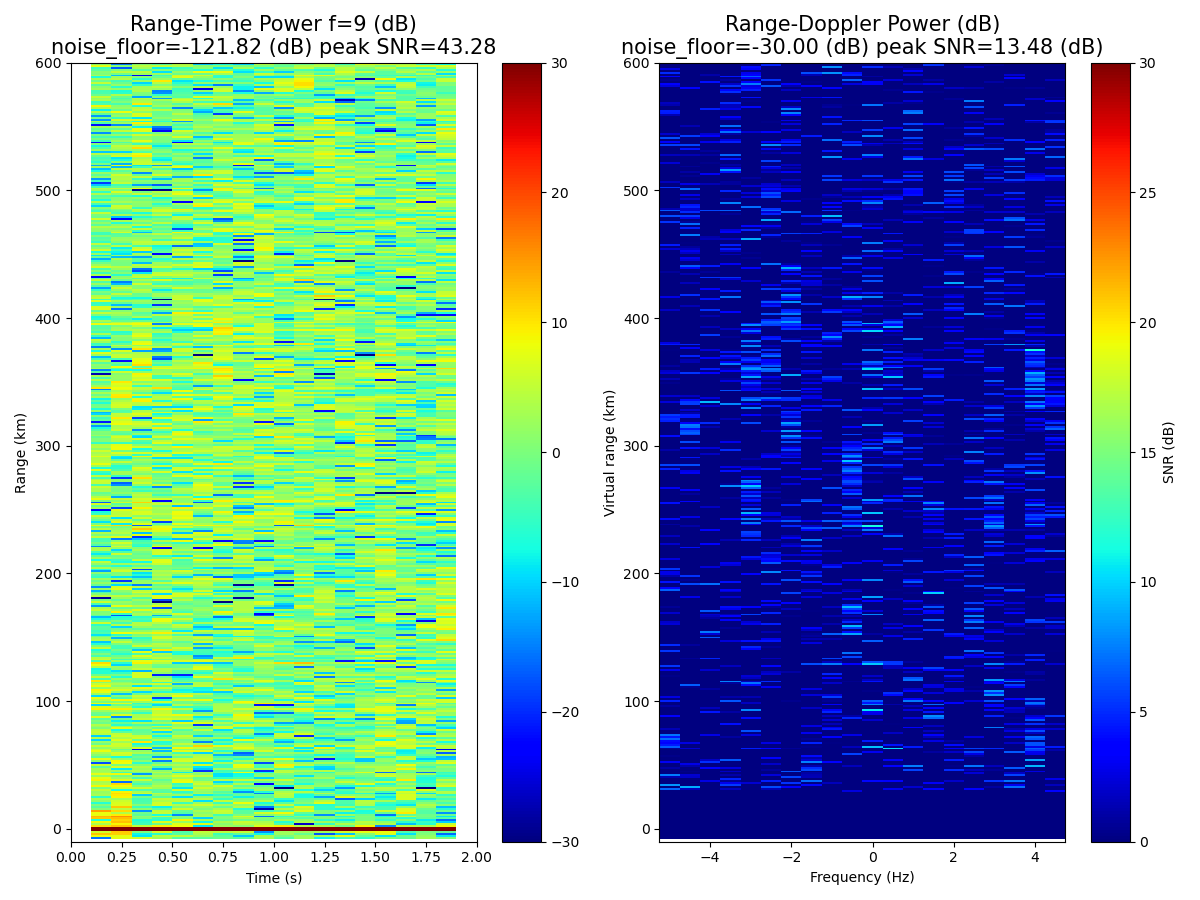 Range-Time Power f=9 (dB)
noise_floor=-121.82 (dB) peak SNR=43.28
Range (km)
600
500
400
300
200
100
0
0.00 0.25 0.50 0.75 1.00 1.25 1.50 1.75 2.00
Time (s)
30
20
10
0
−10
−20
−30
Range-Doppler Power (dB)
noise_floor=-30.00 (dB) peak SNR=13.48 (dB)
Virtual range (km)
600
500
400
300
200
100
0
−4 −2 0 2 4
Frequency (Hz)
30
25
20
15
10
5
0
SNR (dB)